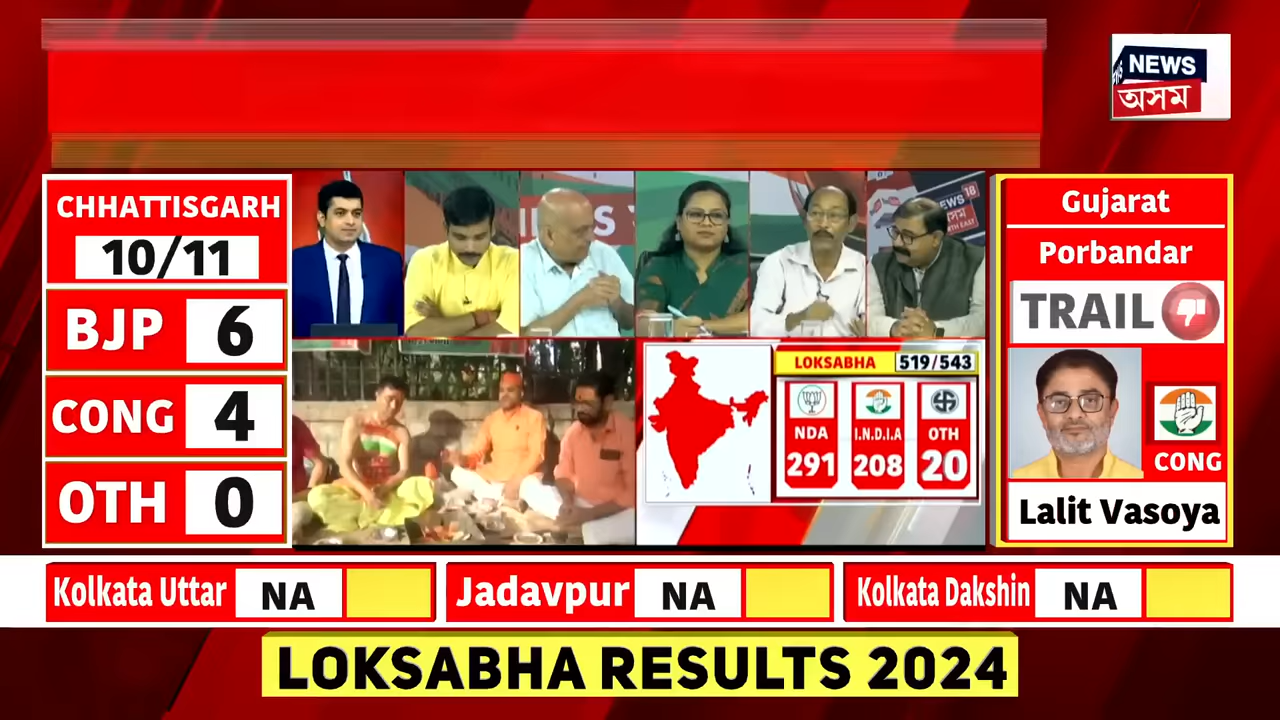 NEWS
অসম
CHHATTISGARH
10/11
BJP 6
CONG 4
OTH 0
LOKSABHA 519/543
NDA I.N.D.I.A OTH
291 208 20
Gujarat
Porbandar
TRAIL
CONG
Lalit Vasoya
Kolkata Uttar NA Jadavpur NA Kolkata Dakshin NA
LOKSABHA RESULTS 2024